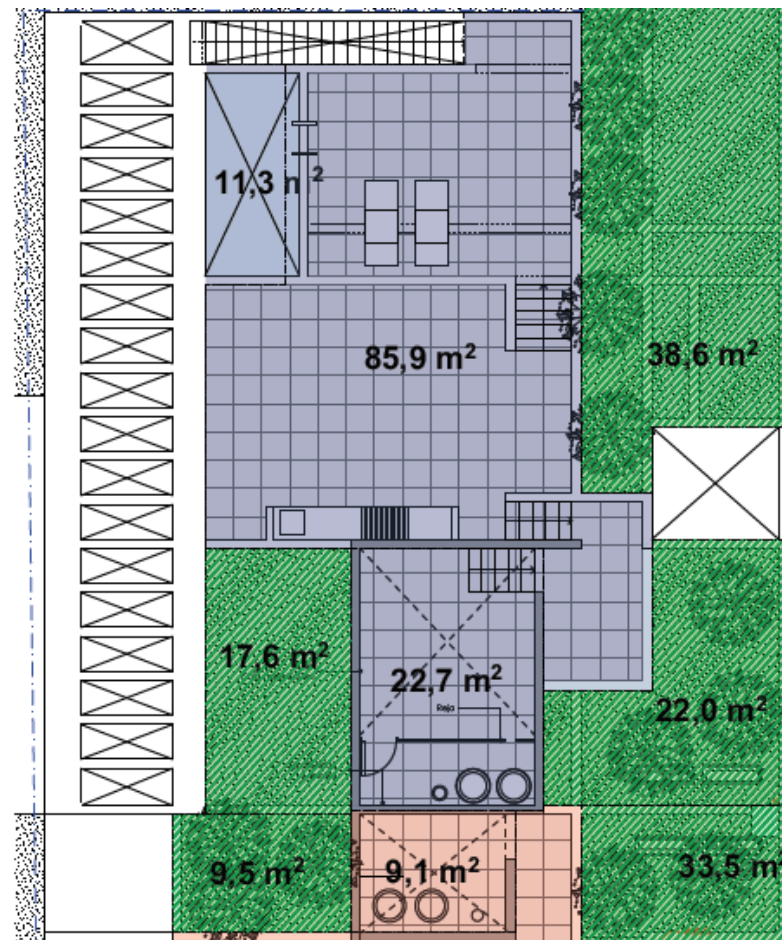 11,3 m²
85,9 m²
38,6 m²
17,6 m²
22,7 m²
Reja
22,0 m²
9,5 m²
9,1 m²
33,5 m